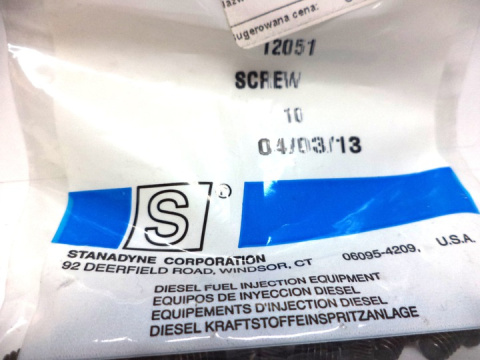 ugerowana cena:
12051
SCREW
10
04/03/13
S®
STANADYNE CORPORATION
92 DEERFIELD ROAD, WINDSOR, CT 06095-4209, U.S.A.
DIESEL FUEL INJECTION EQUIPMENT
EQUIPOS DE INYECCION DIESEL
EQUIPEMENTS D'INJECTION DIESEL
DIESEL KRAFTSTOFFEINSPRITZANLAGE